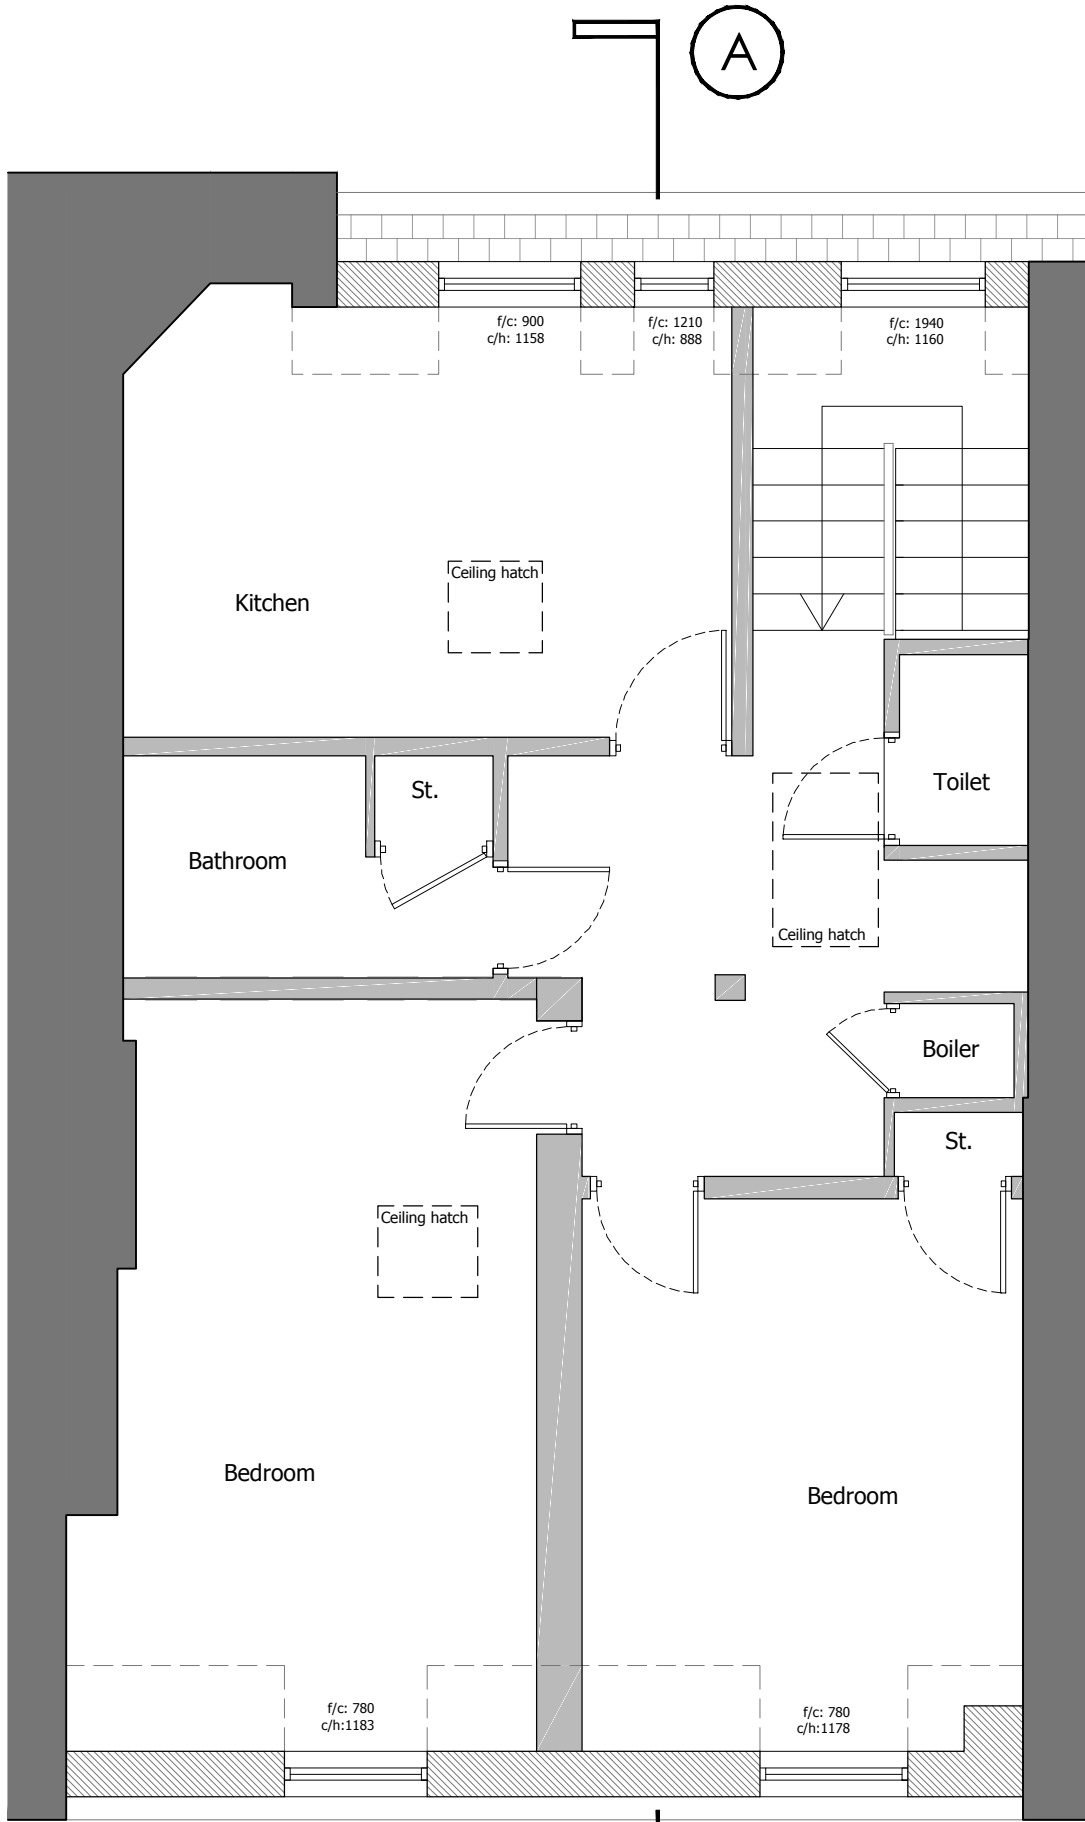 A
f/c: 900
c/h: 1158
f/c: 1210
c/h: 888
f/c: 1940
c/h: 1160
Ceiling hatch
Kitchen
St.
Toilet
Bathroom
Ceiling hatch
Boiler
St.
Ceiling hatch
Bedroom
Bedroom
f/c: 780
c/h:1183
f/c: 780
c/h:1178